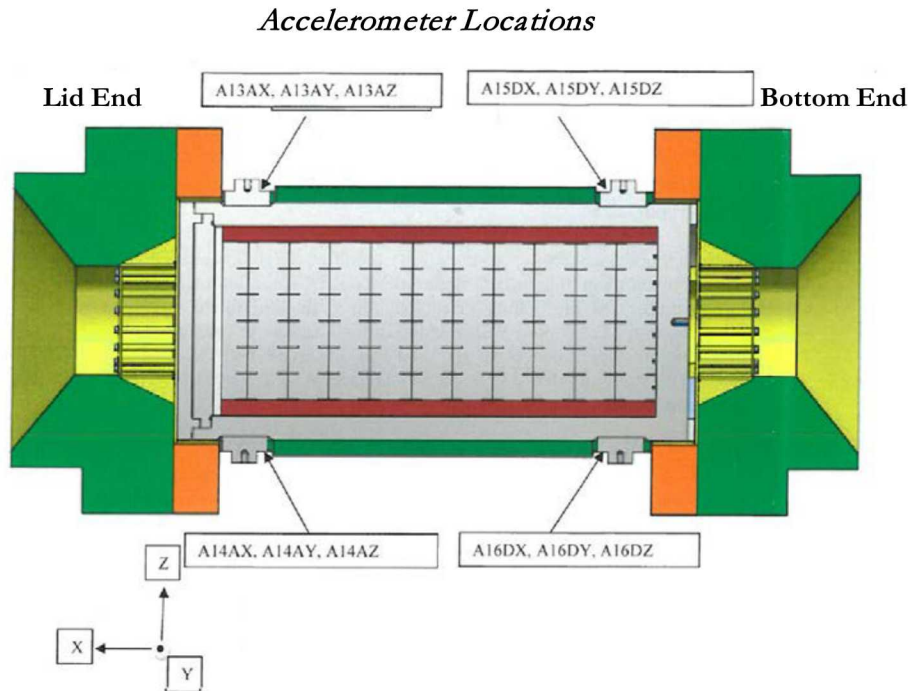 Accelerometer Locations
Lid End
A13AX, A13AY, A13AZ
A15DX, A15DY, A15DZ
Bottom End
A14AX, A14AY, A14AZ
A16DX, A16DY, A16DZ
Z
X
Y